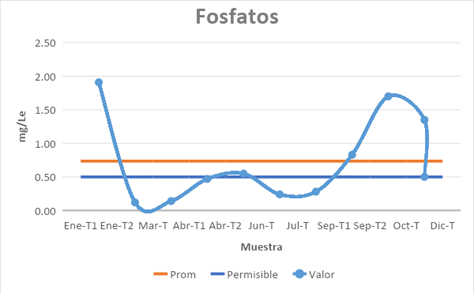 Fosfatos
2.50
2.00
1.50
1.00
0.50
0.00
mg/Le
Ene-T1 Ene-T2 Mar-T Abr-T1 Abr-T2 Jun-T Jul-T Sep-T1 Sep-T2 Oct-T Dic-T
Muestra
Prom Permisible Valor